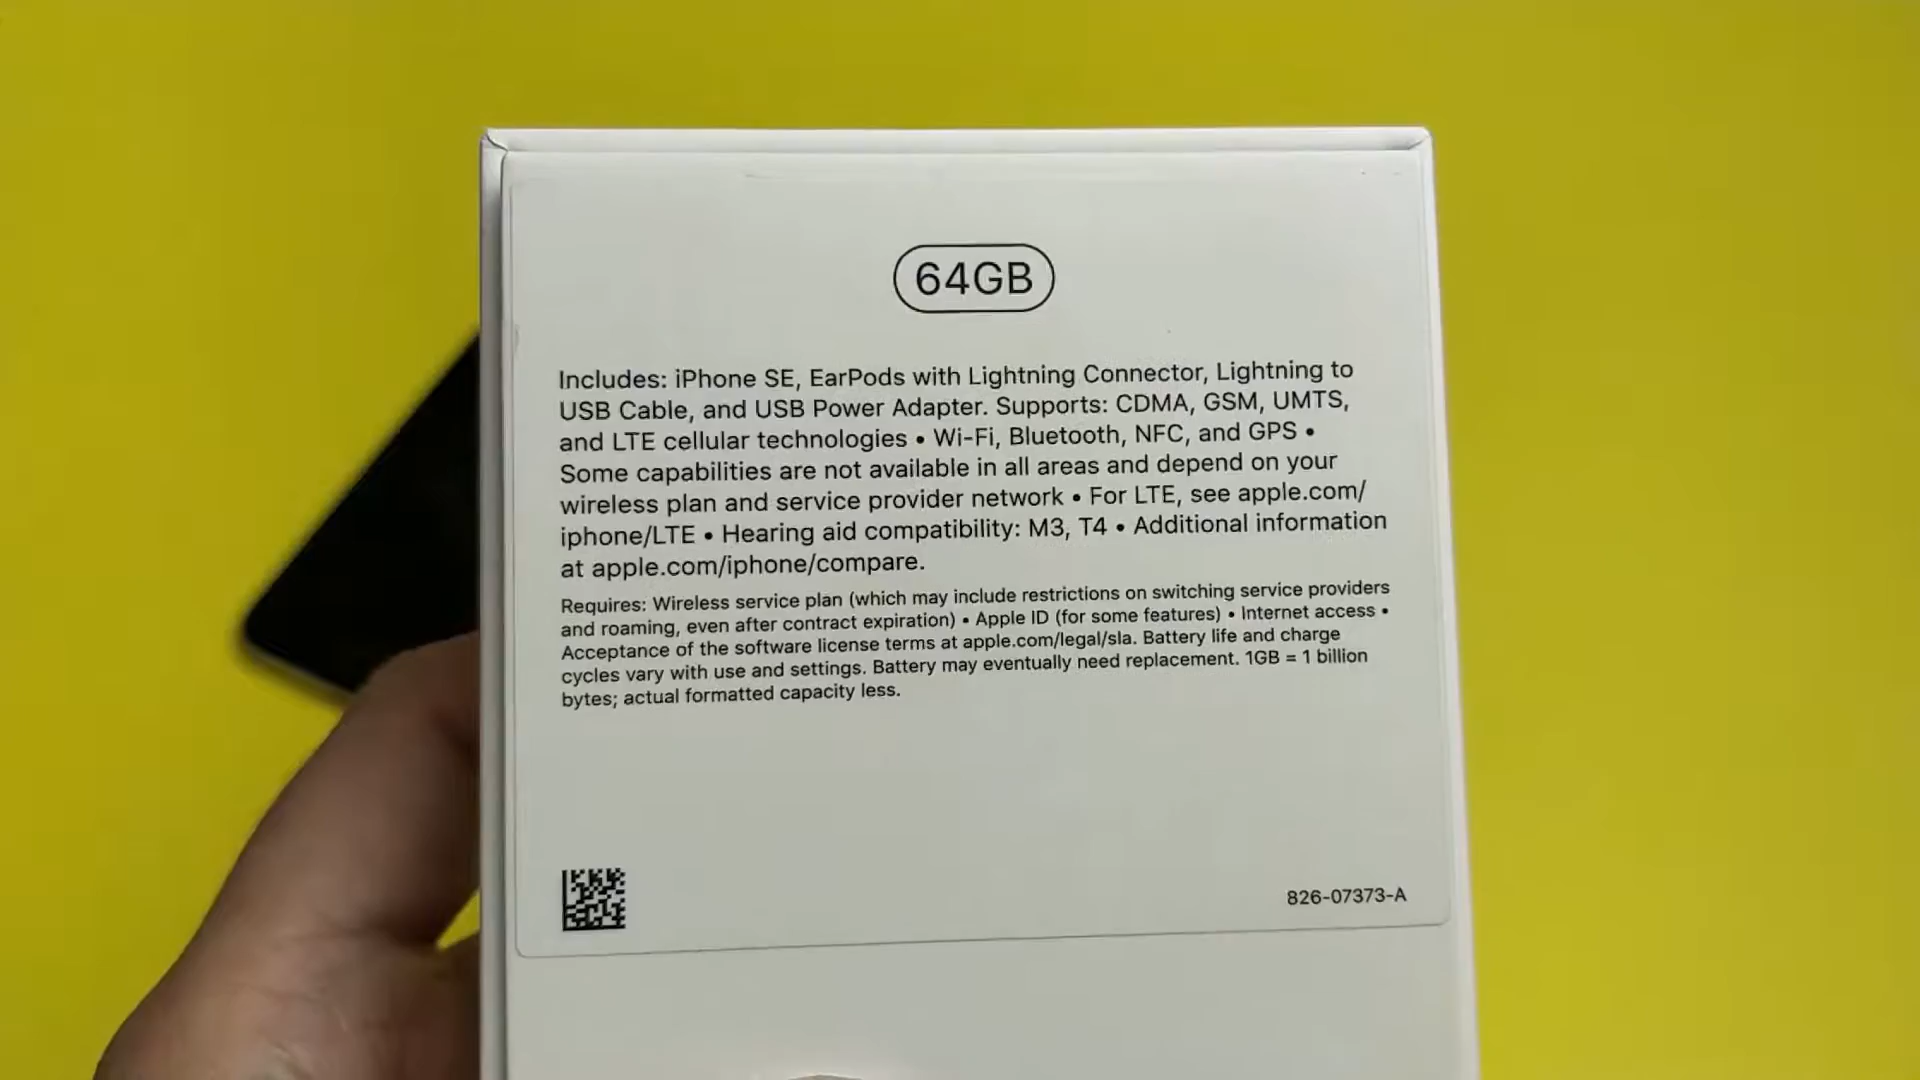 64GB
Includes: iPhone SE, EarPods with Lightning Connector, Lightning to
USB Cable, and USB Power Adapter. Supports: CDMA, GSM, UMTS,
and LTE cellular technologies • Wi-Fi, Bluetooth, NFC, and GPS •
Some capabilities are not available in all areas and depend on your
wireless plan and service provider network • For LTE, see apple.com/
iphone/LTE • Hearing aid compatibility: M3, T4 • Additional information
at apple.com/iphone/compare.
Requires: Wireless service plan (which may include restrictions on switching service providers
and roaming, even after contract expiration) • Apple ID (for some features) • Internet access •
Acceptance of the software license terms at apple.com/legal/sla. Battery life and charge
cycles vary with use and settings. Battery may eventually need replacement. 1GB = 1 billion
bytes; actual formatted capacity less.
826-07373-A